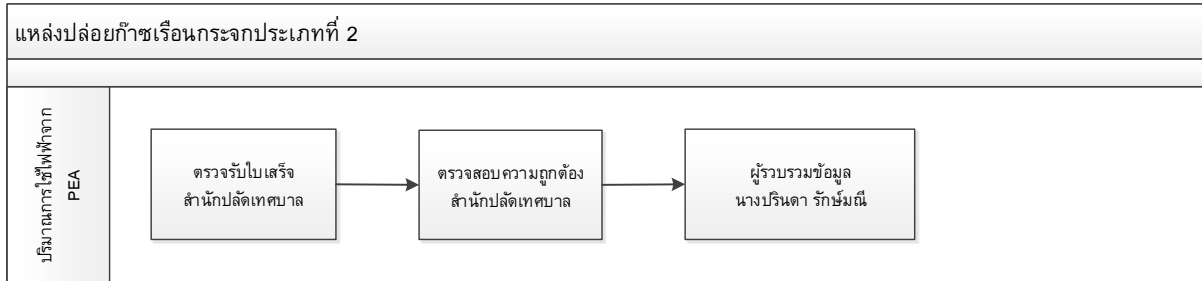 แหล่งปล่อยก๊าซเรือนกระจกประเภทที่ 2
ปริมาณการใช้ไฟฟ้าจาก
PEA
ตรวจรับใบเสร็จ
สำนักปลัดเทศบาล
ตรวจสอบความถูกต้อง
สำนักปลัดเทศบาล
ผู้รวบรวมข้อมูล
นางปรินดา รักษ์มณี